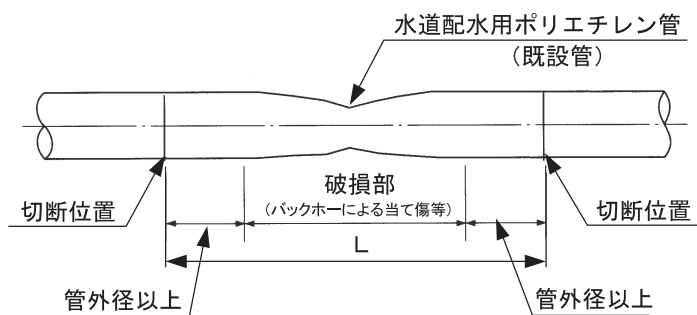 水道配水用ポリエチレン管
(既設管)
切断位置
破損部
(バックホーによる当て傷等)
切断位置
L
管外径以上
管外径以上